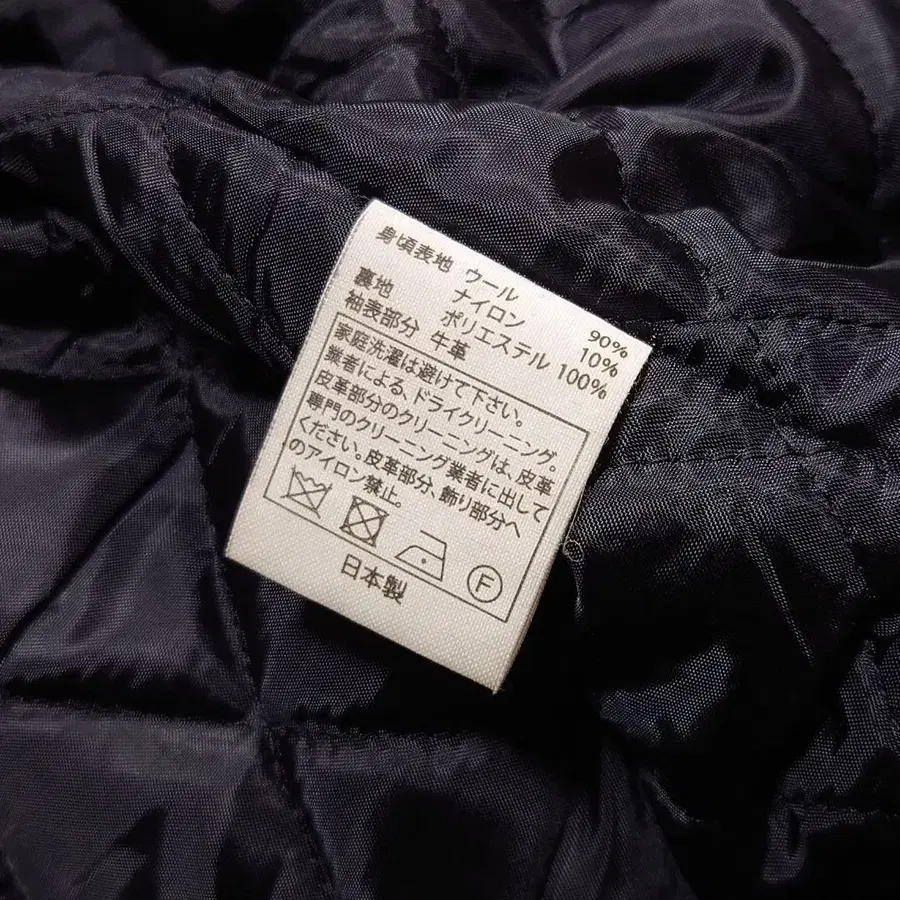 身頃表地 ウール 90%
ナイロン 10%
裏地 ポリエステル 100%
袖表部分 牛革
家庭洗濯は避けて下さい。
業者による、ドライクリーニング。
皮革部分のクリーニングは、皮革
専門のクリーニング業者に出して
ください。皮革部分、飾り部分へ
のアイロン禁止。
F
日本製